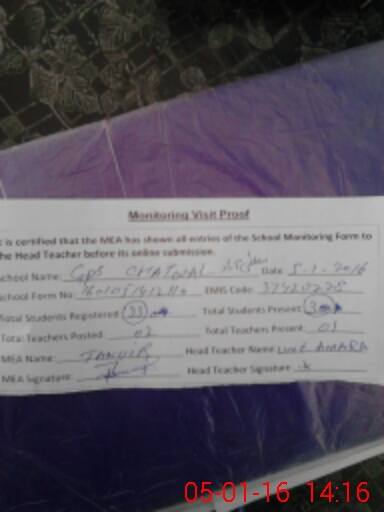 Monitoring Visit Proof
is certified that the MEA has shown all entries of the School Monitoring Form to
the Head Teacher before its online submission.
School Name: GPS CHATWAL Date 5-1-2016
School Form No. EMIS Code: 37420228
Total Students Registered 33 Total Students Present 30
Total Teachers Posted: 02 Total Teachers Present: 01
MEA Name: TANVIR Head Teacher Name: AMARA
MEA Signature: Head Teacher Signature
05-01-16 14:16